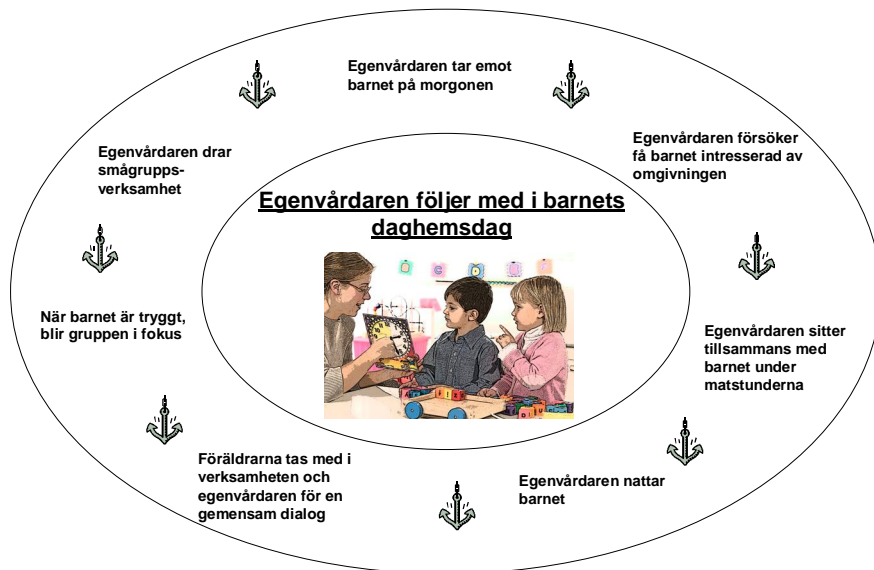 Egenvårdaren tar emot
barnet på morgonen
Egenvårdaren försöker
få barnet intresserad av
omgivningen
Egenvårdaren sitter
tillsammans med
barnet under
matstunderna
Egenvårdaren nattar
barnet
Föräldrarna tas med i
verksamheten och
egenvårdaren för en
gemensam dialog
När barnet är tryggt,
blir gruppen i fokus
Egenvårdaren drar
smågrupps-
verksamhet
Egenvårdaren följer med i barnets
daghemsdag